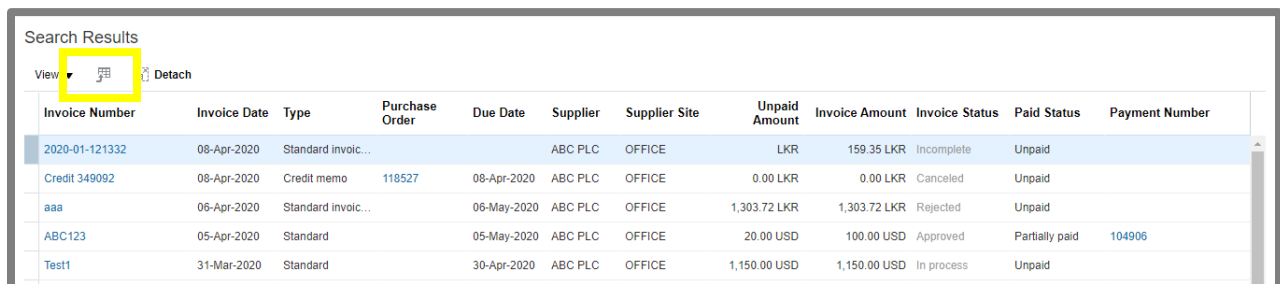 Search Results
View Detach
Invoice Number Invoice Date Type Purchase Order Due Date Supplier Supplier Site Unpaid Amount Invoice Amount Invoice Status Paid Status Payment Number
2020-01-121332 08-Apr-2020 Standard invoic... ABC PLC OFFICE LKR 159.35 LKR Incomplete Unpaid
Credit 349092 08-Apr-2020 Credit memo 118527 08-Apr-2020 ABC PLC OFFICE 0.00 LKR 0.00 LKR Canceled Unpaid
aaa 06-Apr-2020 Standard invoic... 06-May-2020 ABC PLC OFFICE 1,303.72 LKR 1,303.72 LKR Rejected Unpaid
ABC123 05-Apr-2020 Standard 05-May-2020 ABC PLC OFFICE 20.00 USD 100.00 USD Approved Partially paid 104906
Test1 31-Mar-2020 Standard 30-Apr-2020 ABC PLC OFFICE 1,150.00 USD 1,150.00 USD In process Unpaid